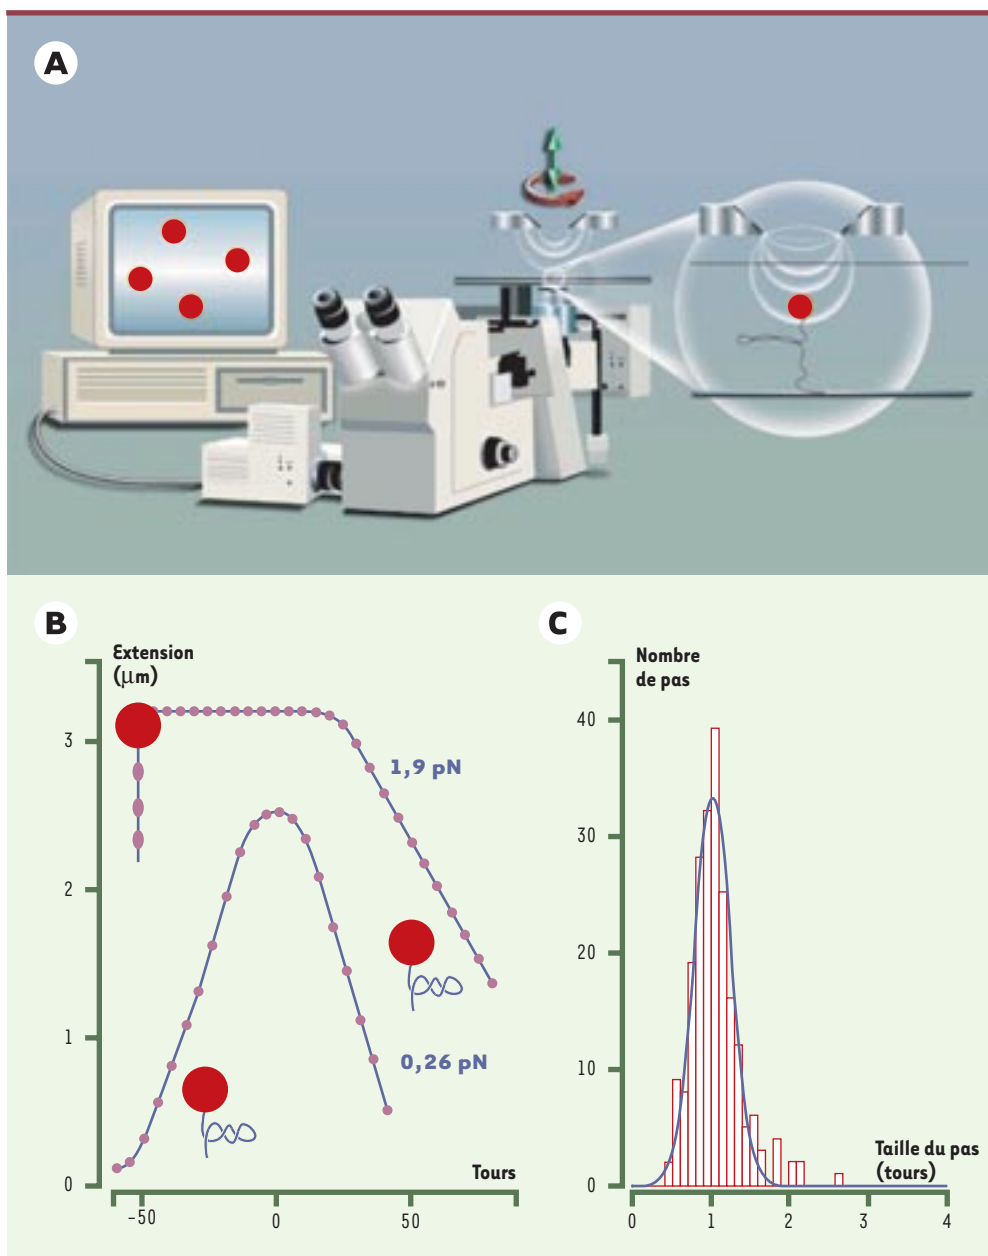 A
B
Extension
(µm)
3
2
1
0
1,9 pN
0,26 pN
Tours
-50
0
50
C
Nombre
de pas
40
30
20
10
0
Taille du pas
(tours)
0
1
2
3
4